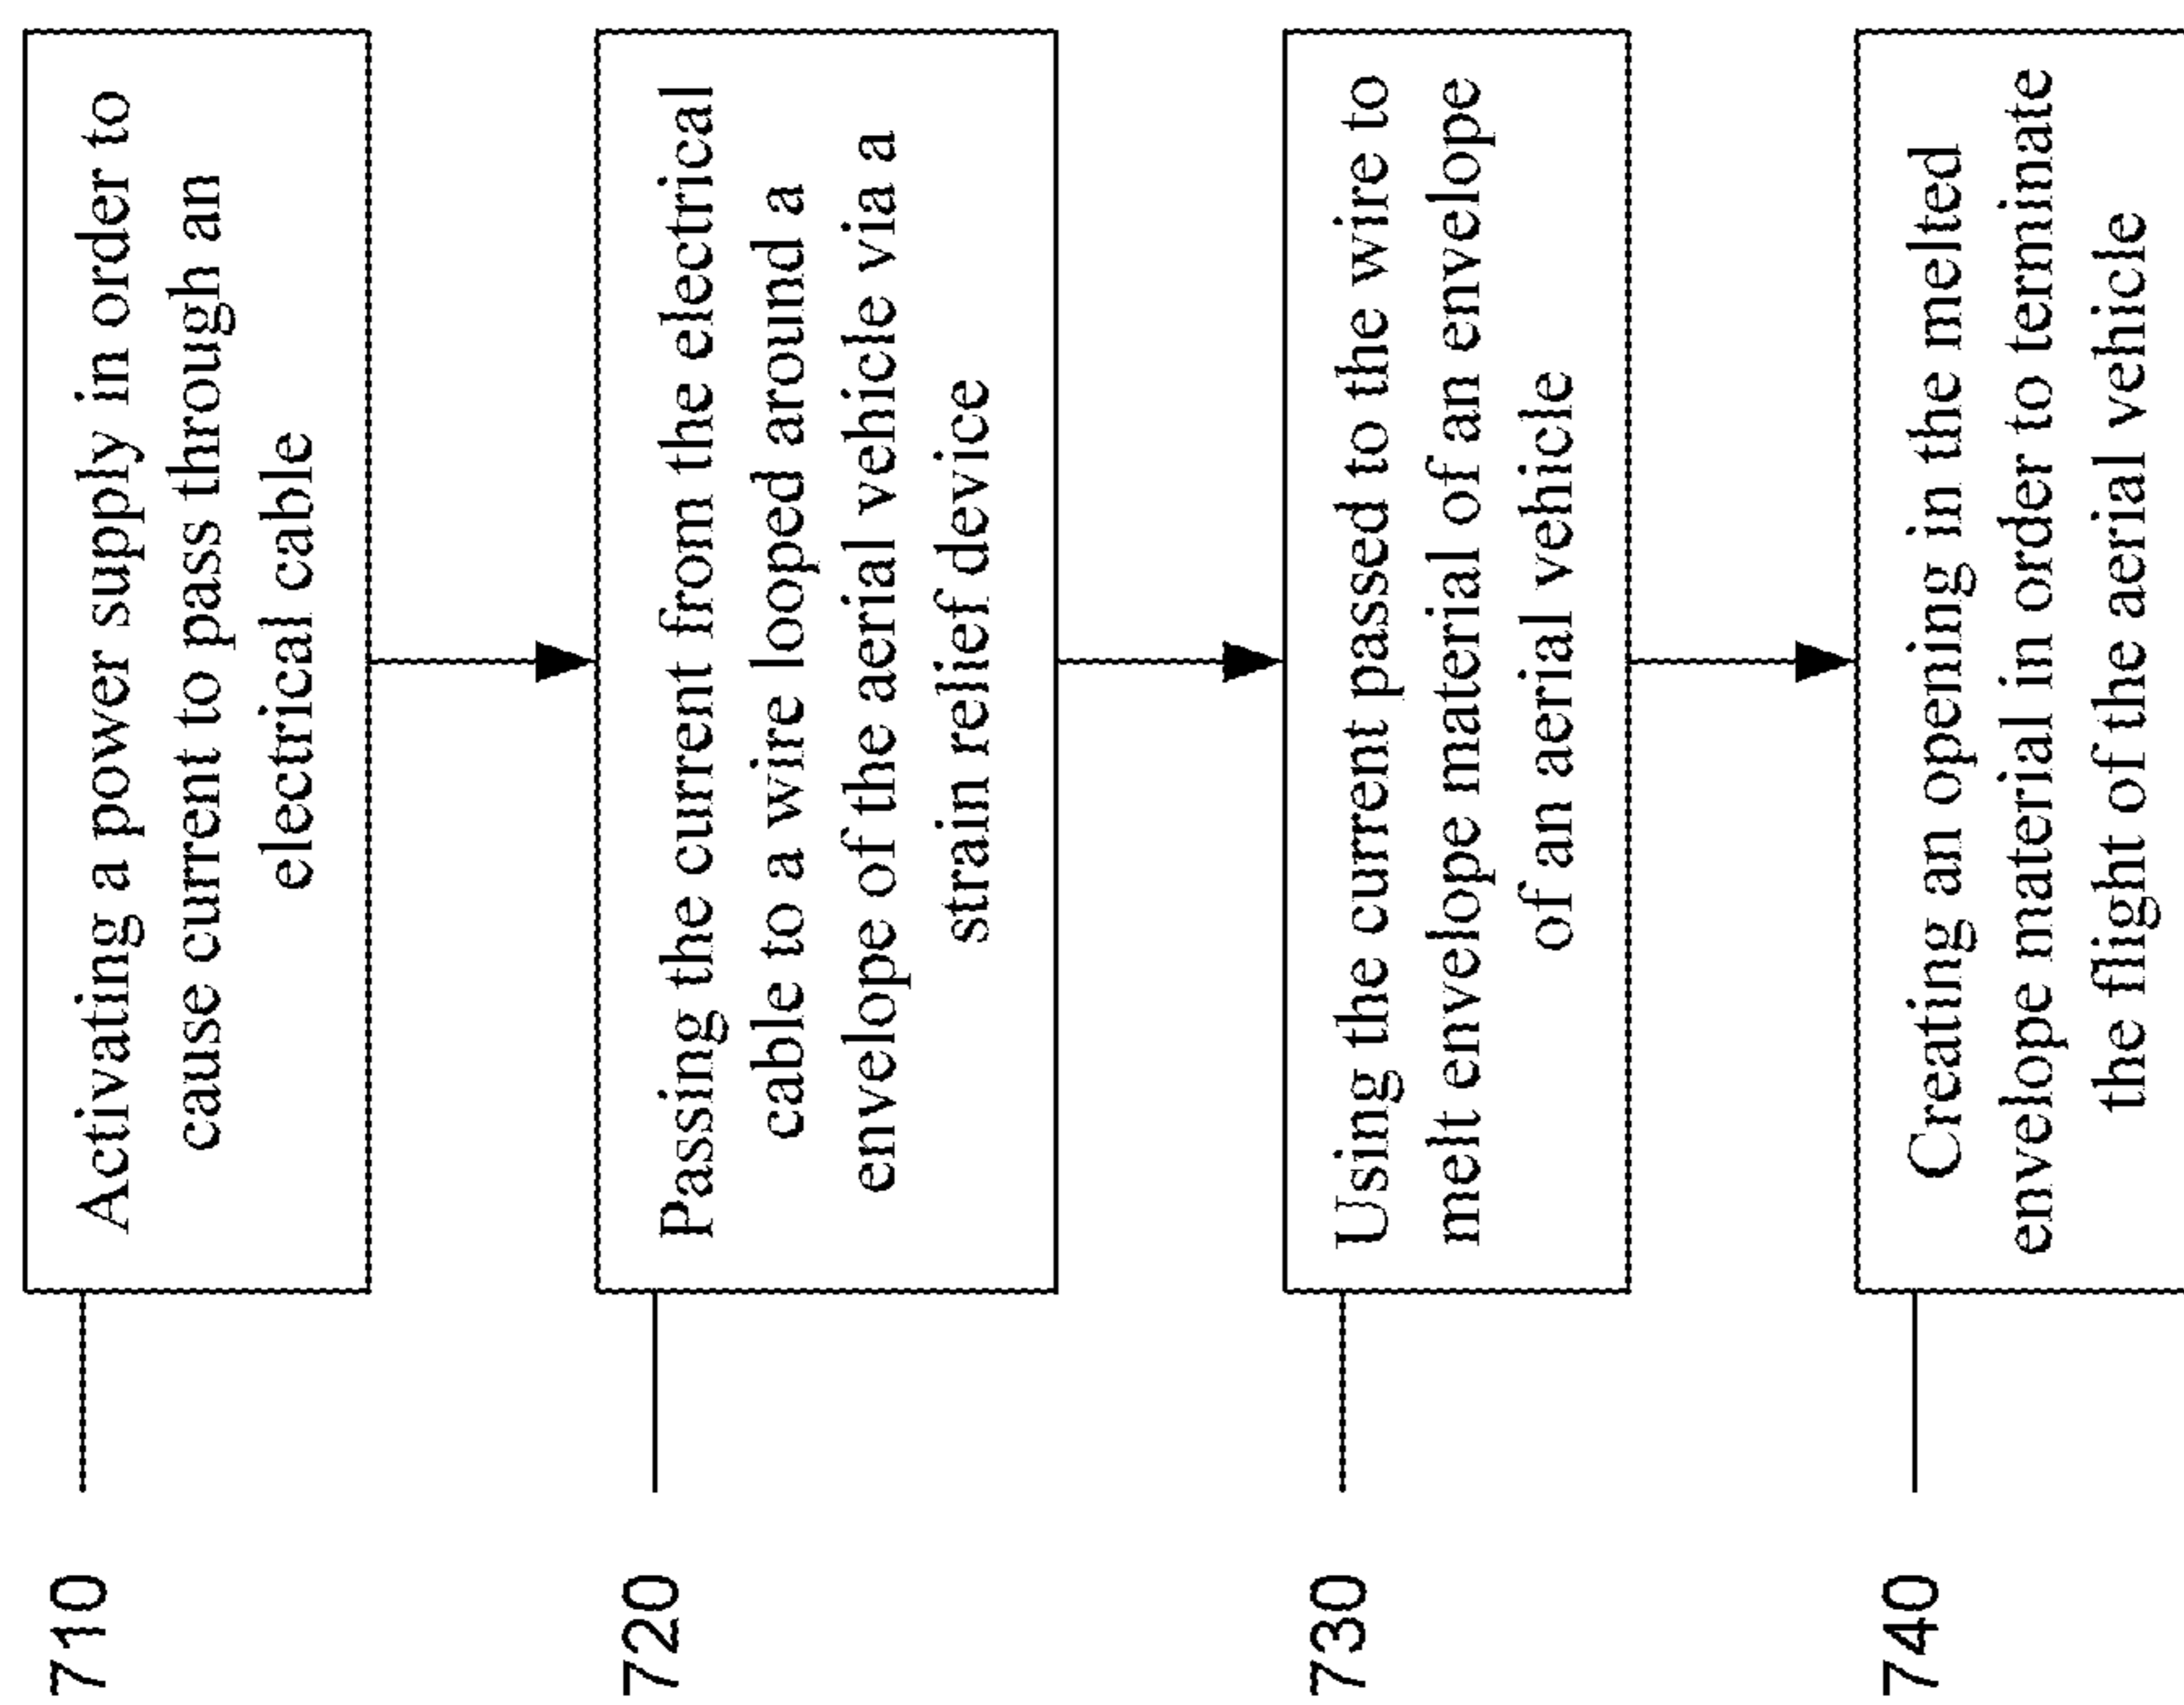 710
Activating a power supply in order to
cause current to pass through an
electrical cable
720
Passing the current from the electrical
cable to a wire looped around a
envelope of the aerial vehicle via a
strain relief device
730
Using the current passed to the wire to
melt envelope material of an envelope
of an aerial vehicle
740
Creating an opening in the melted
envelope material in order to terminate
the flight of the aerial vehicle